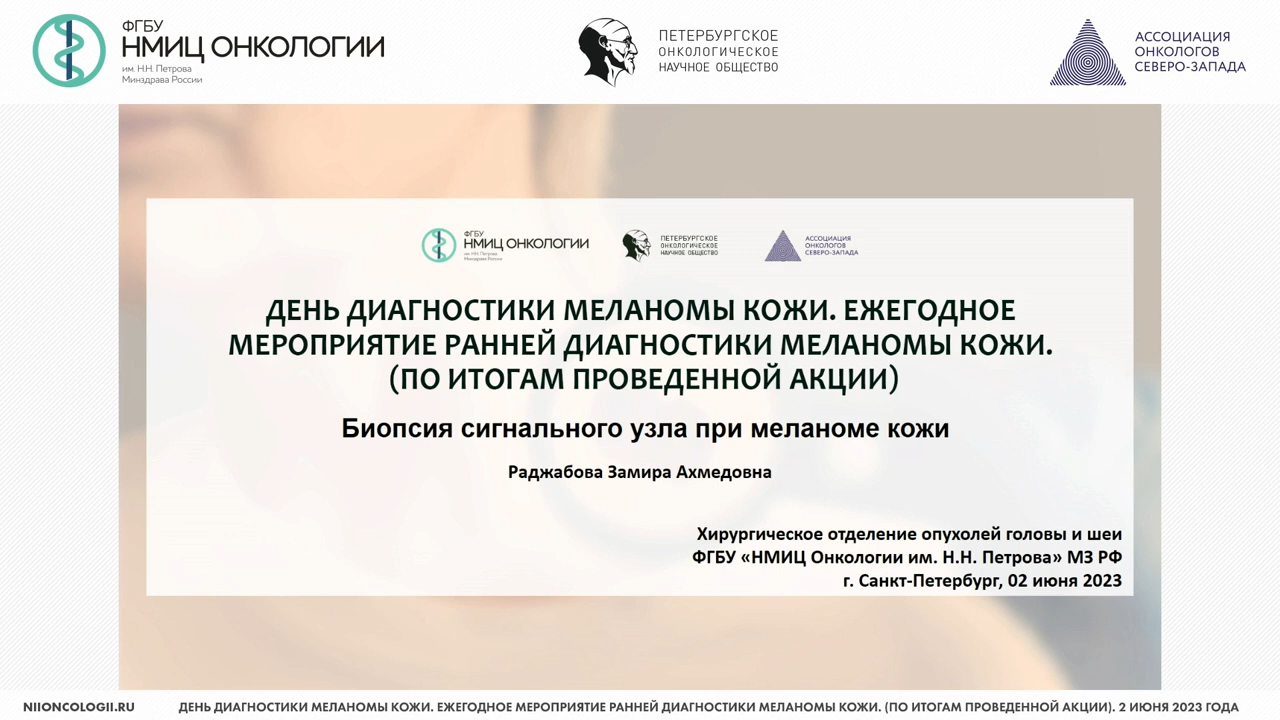 ФГБУ
НМИЦ ОНКОЛОГИИ
им. Н.Н. Петрова
Минздрава России
ПЕТЕРБУРГСКОЕ
ОНКОЛОГИЧЕСКОЕ
НАУЧНОЕ ОБЩЕСТВО
АССОЦИАЦИЯ
ОНКОЛОГОВ
СЕВЕРО-ЗАПАДА
ФГБУ
НМИЦ ОНКОЛОГИИ
им. Н.Н. Петрова
Минздрава России
ПЕТЕРБУРГСКОЕ
ОНКОЛОГИЧЕСКОЕ
НАУЧНОЕ ОБЩЕСТВО
АССОЦИАЦИЯ
ОНКОЛОГОВ
СЕВЕРО-ЗАПАДА
ДЕНЬ ДИАГНОСТИКИ МЕЛАНОМЫ КОЖИ. ЕЖЕГОДНОЕ
МЕРОПРИЯТИЕ РАННЕЙ ДИАГНОСТИКИ МЕЛАНОМЫ КОЖИ.
(ПО ИТОГАМ ПРОВЕДЕННОЙ АКЦИИ)
Биопсия сигнального узла при меланоме кожи
Раджабова Замира Ахмедовна
Хирургическое отделение опухолей головы и шеи
ФГБУ «НМИЦ Онкологии им. Н.Н. Петрова» МЗ РФ
г. Санкт-Петербург, 02 июня 2023
NIIONCOLOGII.RU
ДЕНЬ ДИАГНОСТИКИ МЕЛАНОМЫ КОЖИ. ЕЖЕГОДНОЕ МЕРОПРИЯТИЕ РАННЕЙ ДИАГНОСТИКИ МЕЛАНОМЫ КОЖИ. (ПО ИТОГАМ ПРОВЕДЕННОЙ АКЦИИ). 2 ИЮНЯ 2023 ГОДА